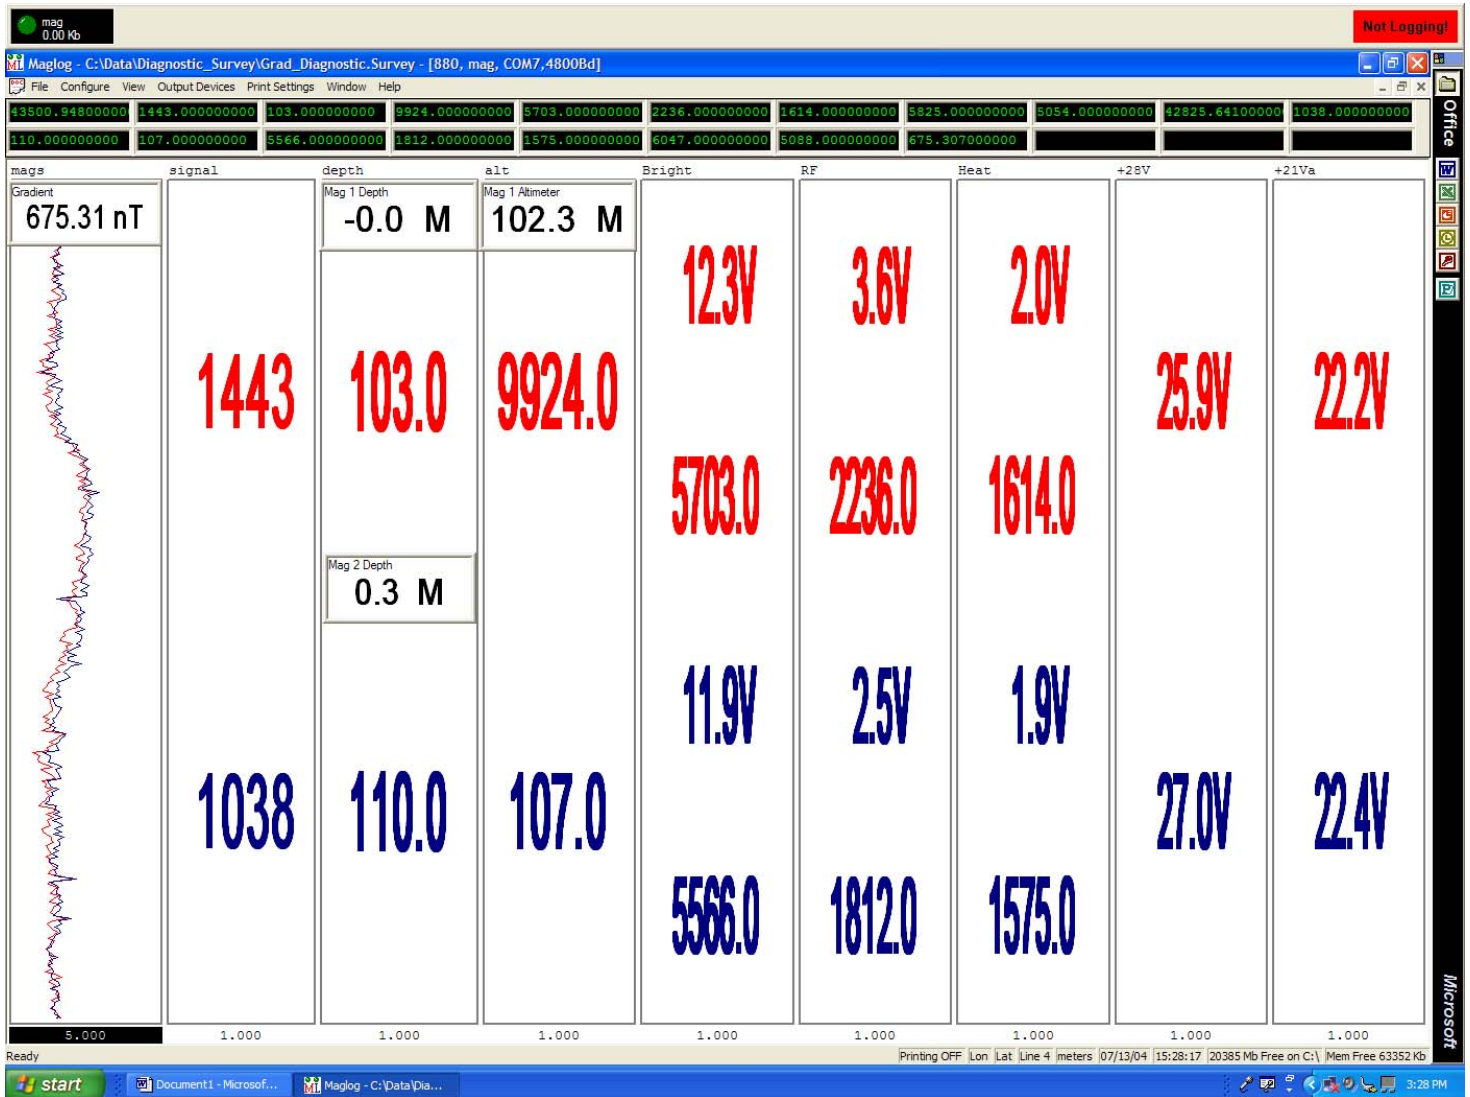 mag
0.00 Kb
Not Logging!
Maglog - C:\Data\Diagnostic_Survey\Grad_Diagnostic.Survey - [880, mag, COM7,4800Bd]
File Configure View Output Devices Print Settings Window Help
43500.948000000 1443.000000000 103.000000000 9924.000000000 5703.000000000 2236.000000000 1614.000000000 5825.000000000 5054.000000000 42825.641000000 1038.000000000
110.000000000 107.000000000 5566.000000000 1812.000000000 1575.000000000 6047.000000000 5088.000000000 675.307000000
mags signal depth alt Bright RF Heat +28V +21Va
Gradient
675.31 nT
Mag 1 Depth
-0.0 M
Mag 1 Altimeter
102.3 M
12.3V 3.6V 2.0V
1443 103.0 9924.0 25.9V 22.2V
5703.0 2236.0 1614.0
Mag 2 Depth
0.3 M
11.9V 2.5V 1.9V
1038 110.0 107.0 27.0V 22.4V
5566.0 1812.0 1575.0
5.000 1.000 1.000 1.000 1.000 1.000 1.000 1.000 1.000
Ready
Printing OFF Lon Lat Line 4 meters 07/13/04 15:28:17 20385 Mb Free on C:\ Mem Free 63352 Kb
Office
Microsoft
start Document1 - Microsof... Maglog - C:\Data\Dia... 3:28 PM